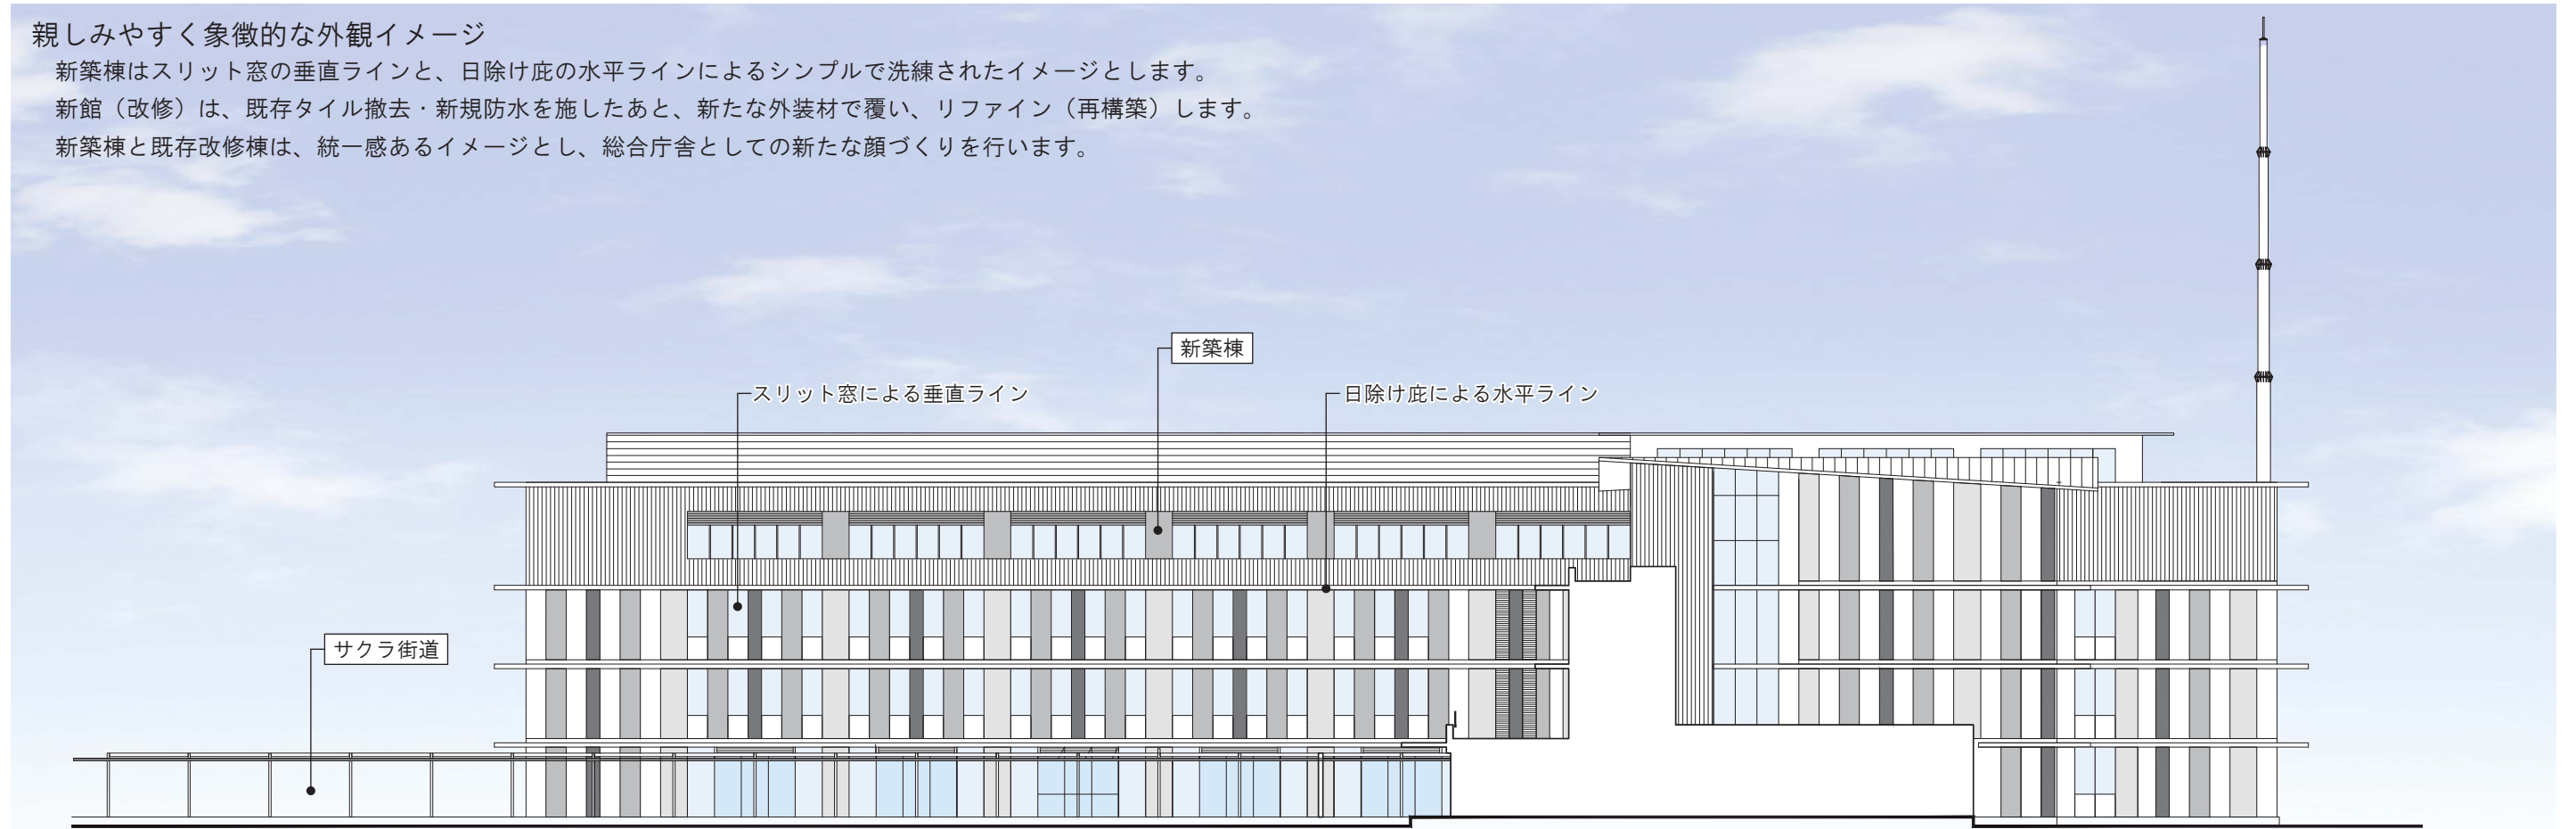 親しみやすく象徴的な外観イメージ
新築棟はスリット窓の垂直ラインと、日除け庇の水平ラインによるシンプルで洗練されたイメージとします。
新館（改修）は、既存タイル撤去・新規防水を施したあと、新たな外装材で覆い、リファイン（再構築）します。
新築棟と既存改修棟は、統一感あるイメージとし、総合庁舎としての新たな顔づくりを行います。
新築棟
スリット窓による垂直ライン
日除け庇による水平ライン
サクラ街道